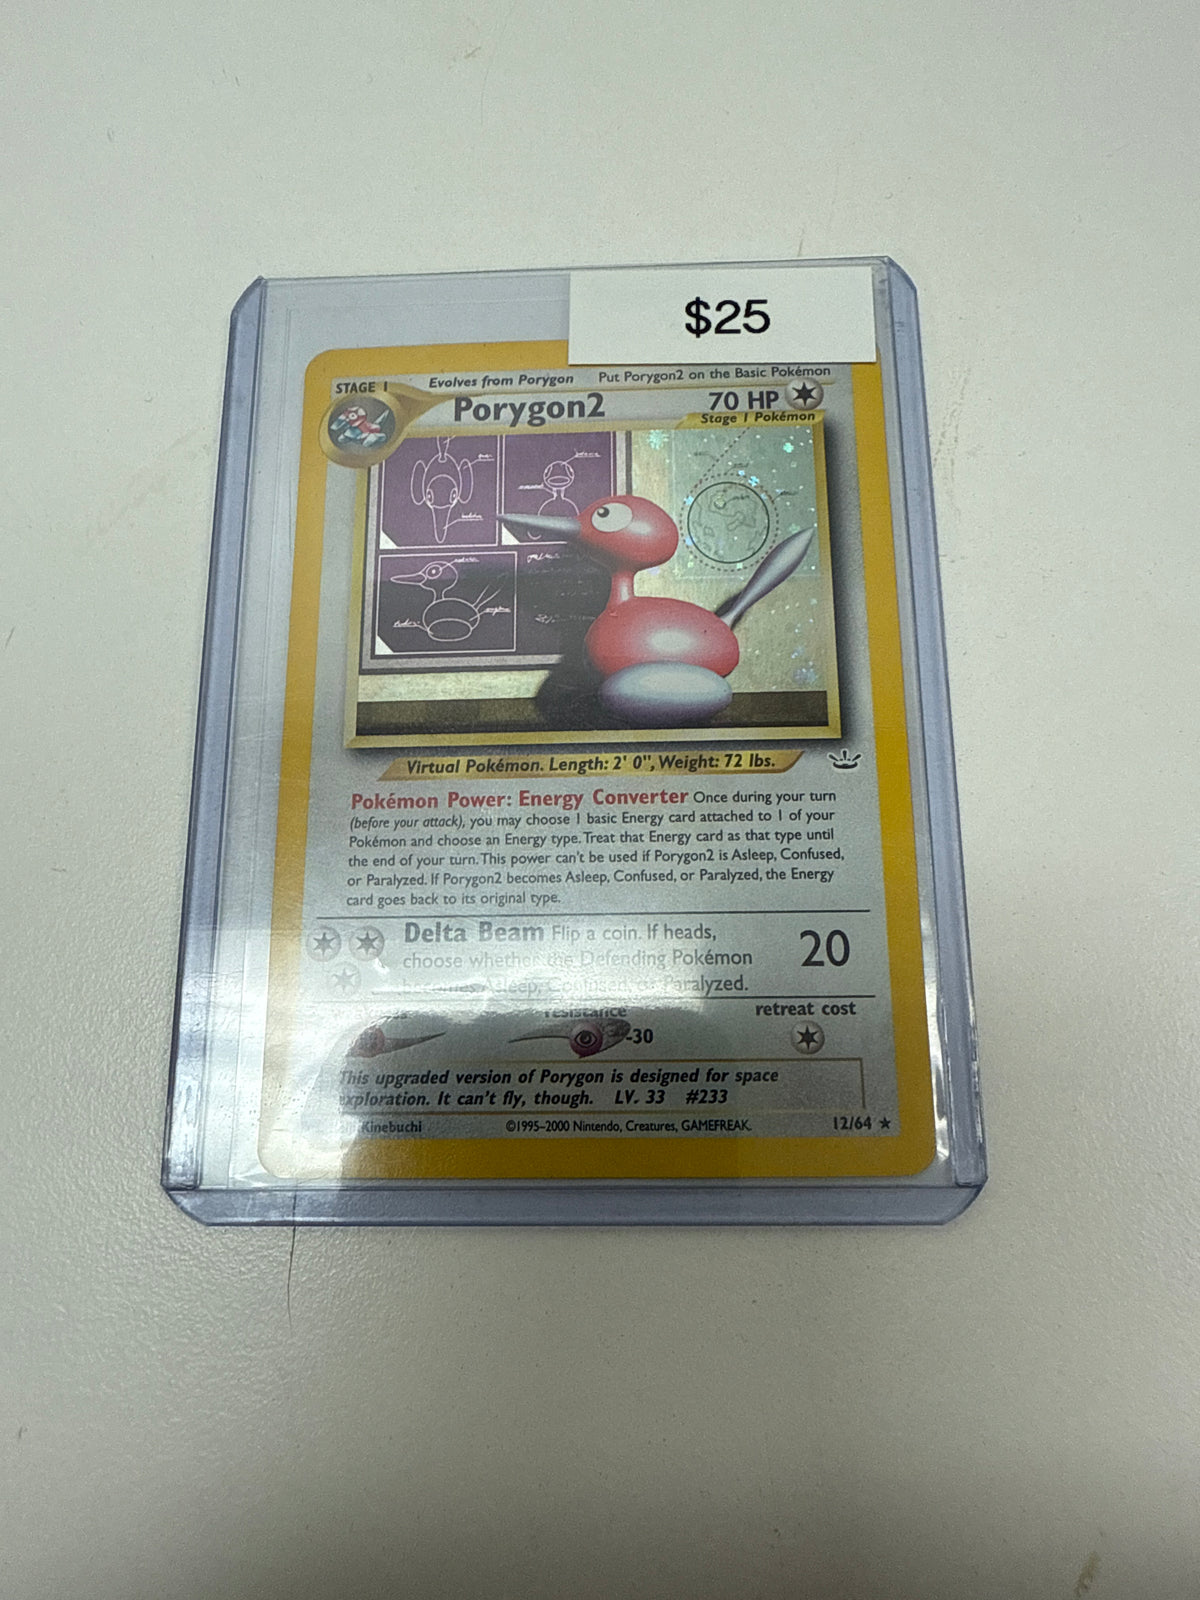 $25
STAGE 1
Evolves from Porygon Put Porygon2 on the Basic Pokémon
Porygon2 70 HP
Stage 1 Pokémon
Virtual Pokémon. Length: 2' 0", Weight: 72 lbs.
Pokémon Power: Energy Converter Once during your turn
(before your attack), you may choose 1 basic Energy card attached to 1 of your
Pokémon and choose an Energy type. Treat that Energy card as that type until
the end of your turn. This power can't be used if Porygon2 is Asleep, Confused,
or Paralyzed. If Porygon2 becomes Asleep, Confused, or Paralyzed, the Energy
card goes back to its original type.
Delta Beam Flip a coin. If heads, 20
choose whether the Defending Pokémon
becomes Asleep, Confused, or Paralyzed.
resistance retreat cost
-30
This upgraded version of Porygon is designed for space
exploration. It can't fly, though. LV. 33 #233
Kinebuchi ©1995-2000 Nintendo, Creatures, GAMEFREAK. 12/64 ★